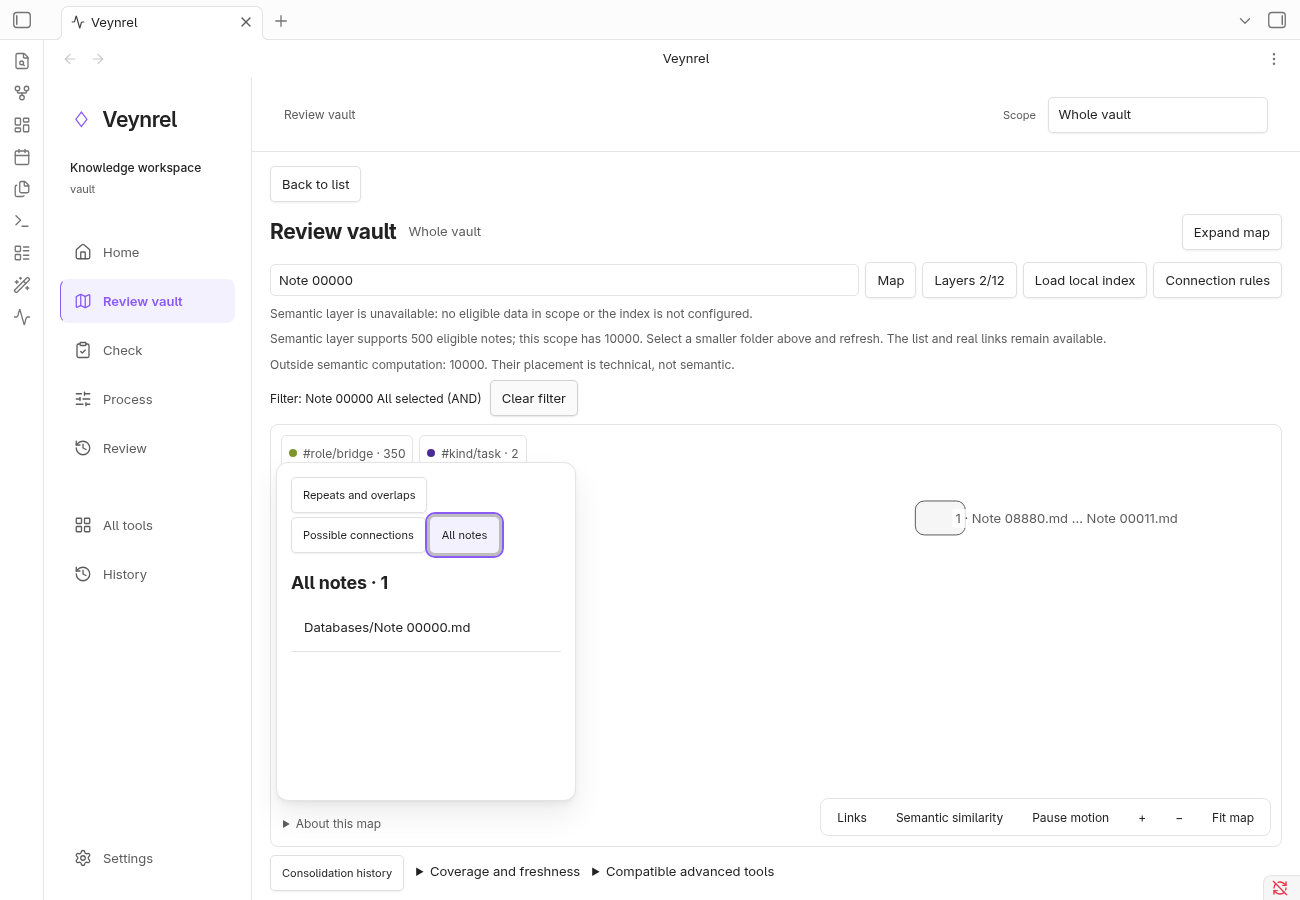 Veynrel
Veynrel
Veynrel
Knowledge workspace
vault
Home
Review vault
Check
Process
Review
All tools
History
Settings
Review vault
Scope
Whole vault
Back to list
Review vault
Whole vault
Expand map
Note 00000
Map
Layers 2/12
Load local index
Connection rules
Semantic layer is unavailable: no eligible data in scope or the index is not configured.
Semantic layer supports 500 eligible notes; this scope has 10000. Select a smaller folder above and refresh. The list and real links remain available.
Outside semantic computation: 10000. Their placement is technical, not semantic.
Filter: Note 00000 All selected (AND)
Clear filter
#role/bridge · 350
#kind/task · 2
Repeats and overlaps
Possible connections
All notes
All notes · 1
Databases/Note 00000.md
1 · Note 08880.md ... Note 00011.md
About this map
Links
Semantic similarity
Pause motion
+
−
Fit map
Consolidation history
Coverage and freshness
Compatible advanced tools